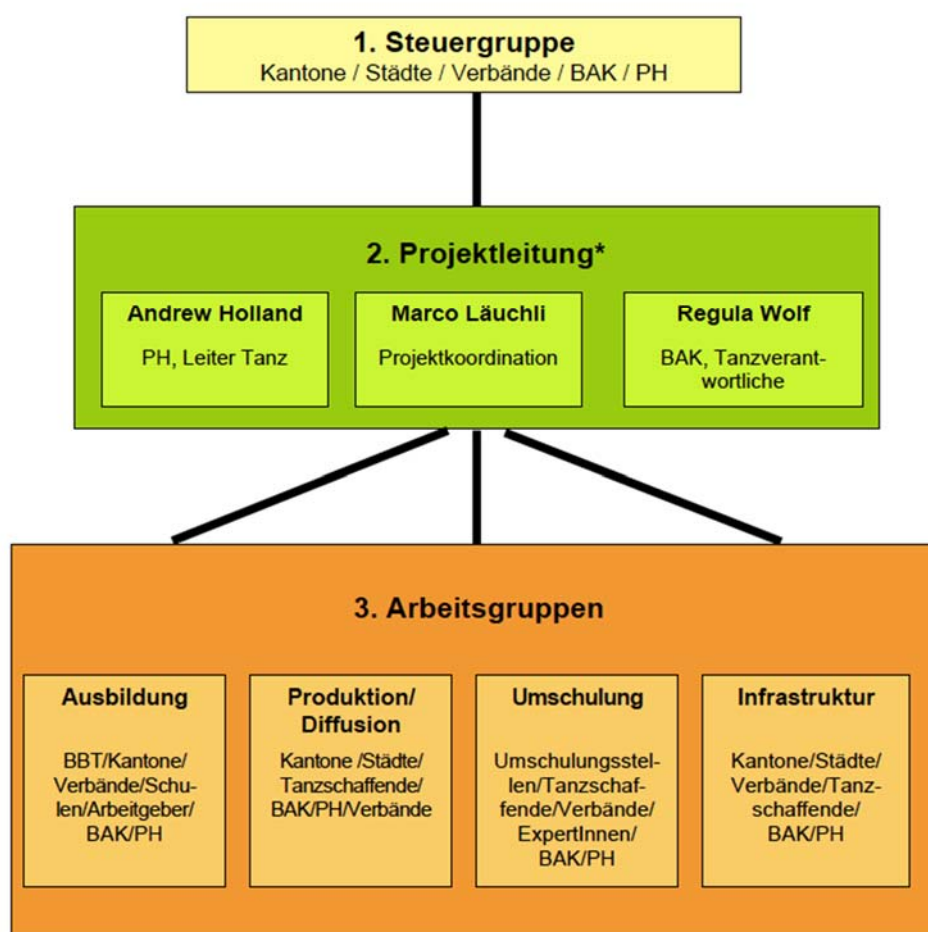 1. Steuergruppe
Kantone / Städte / Verbände / BAK / PH
2. Projektleitung*
Andrew Holland
PH, Leiter Tanz
Marco Läuchli
Projektkoordination
Regula Wolf
BAK, Tanzverant-
wortliche
3. Arbeitsgruppen
Ausbildung
BBT/Kantone/
Verbände/Schu-
len/Arbeitgeber/
BAK/PH
Produktion/
Diffusion
Kantone /Städte/
Tanzschaffende/
BAK/PH/Verbände
Umschulung
Umschulungsstel-
len/Tanzschaf-
fende/Verbände/
ExpertInnen/
BAK/PH
Infrastruktur
Kantone/Städte/
Verbände/Tanz-
schaffende/
BAK/PH